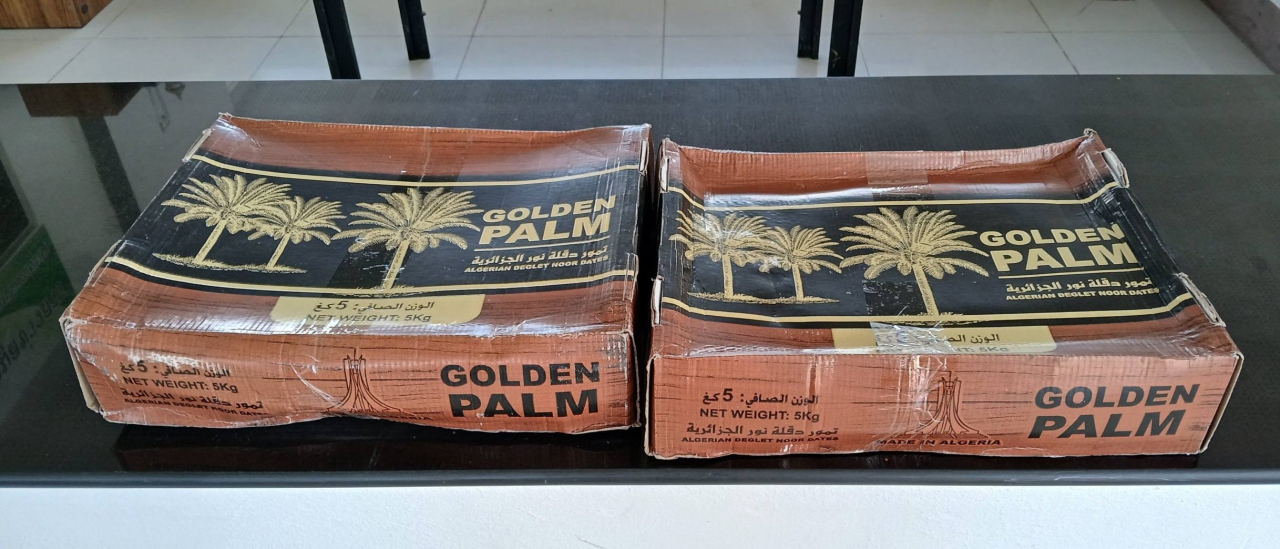 GOLDEN
PALM
تمور دقلة نور الجزائرية
ALGERIAN DEGLET NOOR DATES
الوزن الصافي: 5 كغ
NET WEIGHT: 5Kg
الوزن الصافي: 5 كغ
NET WEIGHT: 5Kg
تمور دقلة نور الجزائرية
ALGERIAN DEGLET NOOR DATES
GOLDEN
PALM
GOLDEN
PALM
تمور دقلة نور الجزائرية
ALGERIAN DEGLET NOOR DATES
الوزن
5Kg
الوزن الصافي: 5 كغ
NET WEIGHT: 5Kg
تمور دقلة نور الجزائرية
ALGERIAN DEGLET NOOR DATES
MADE IN ALGERIA
GOLDEN
PALM